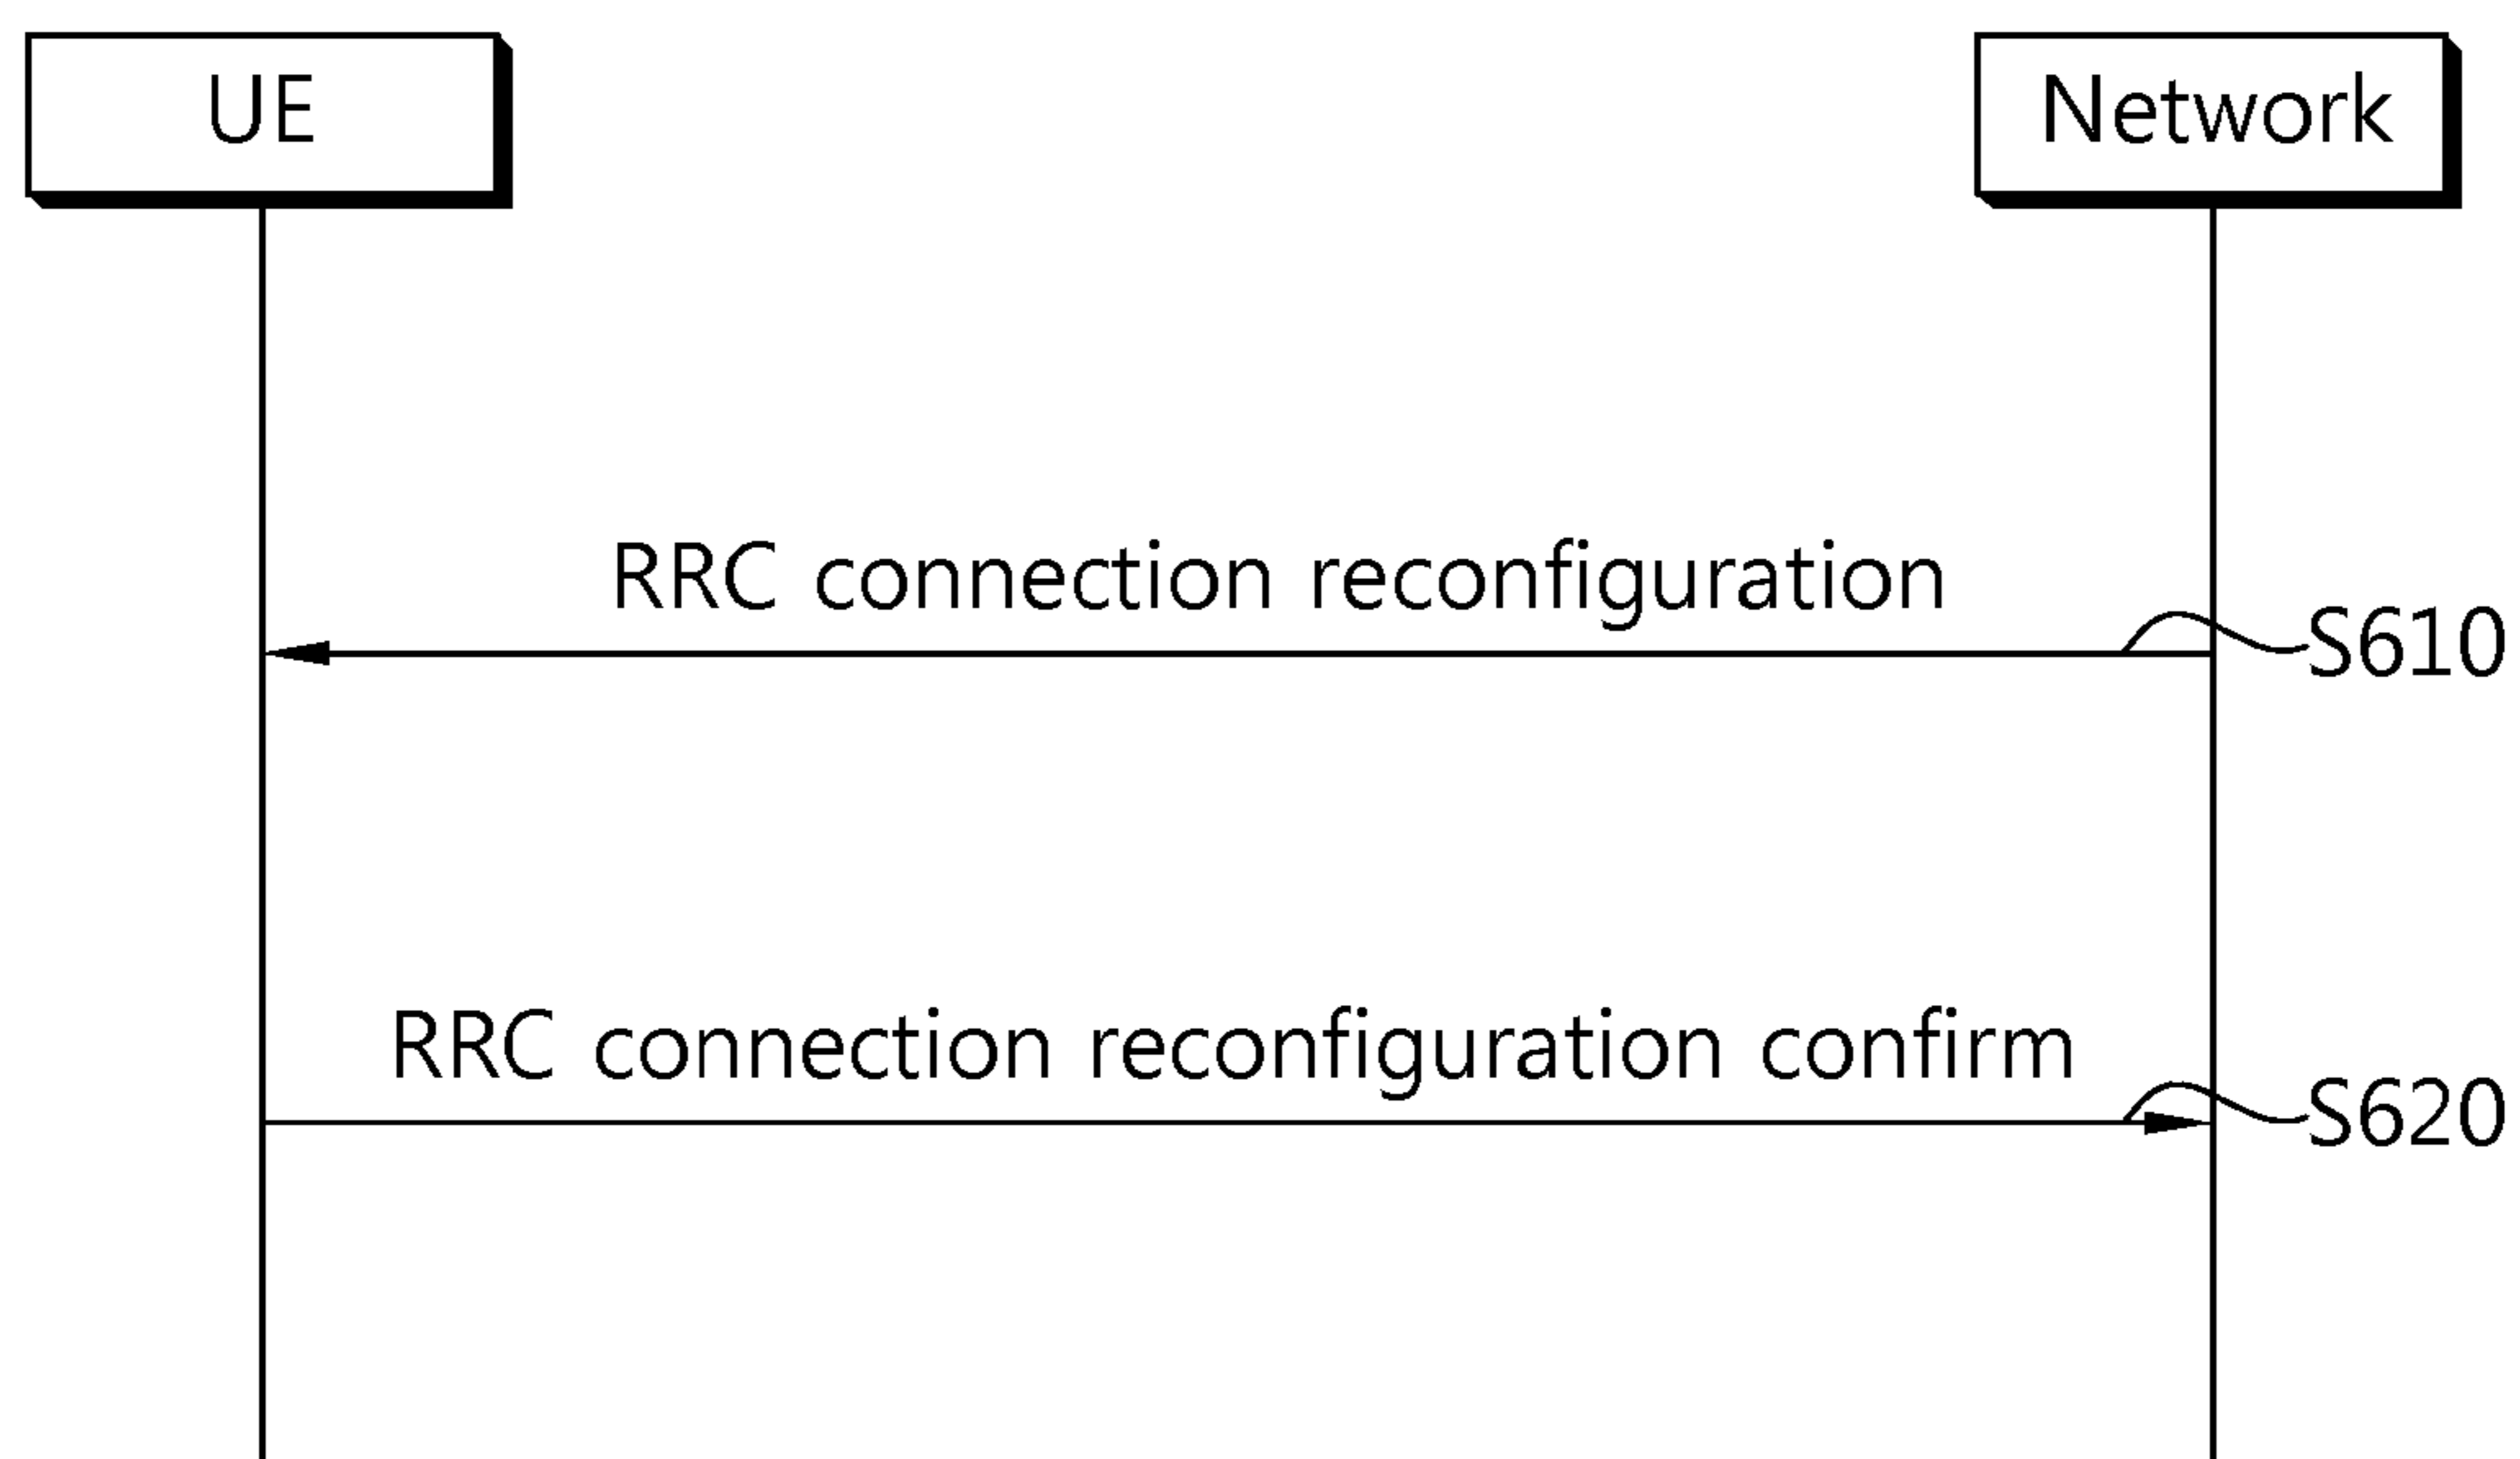 UE
Network
RRC connection reconfiguration
S610
RRC connection reconfiguration confirm
S620